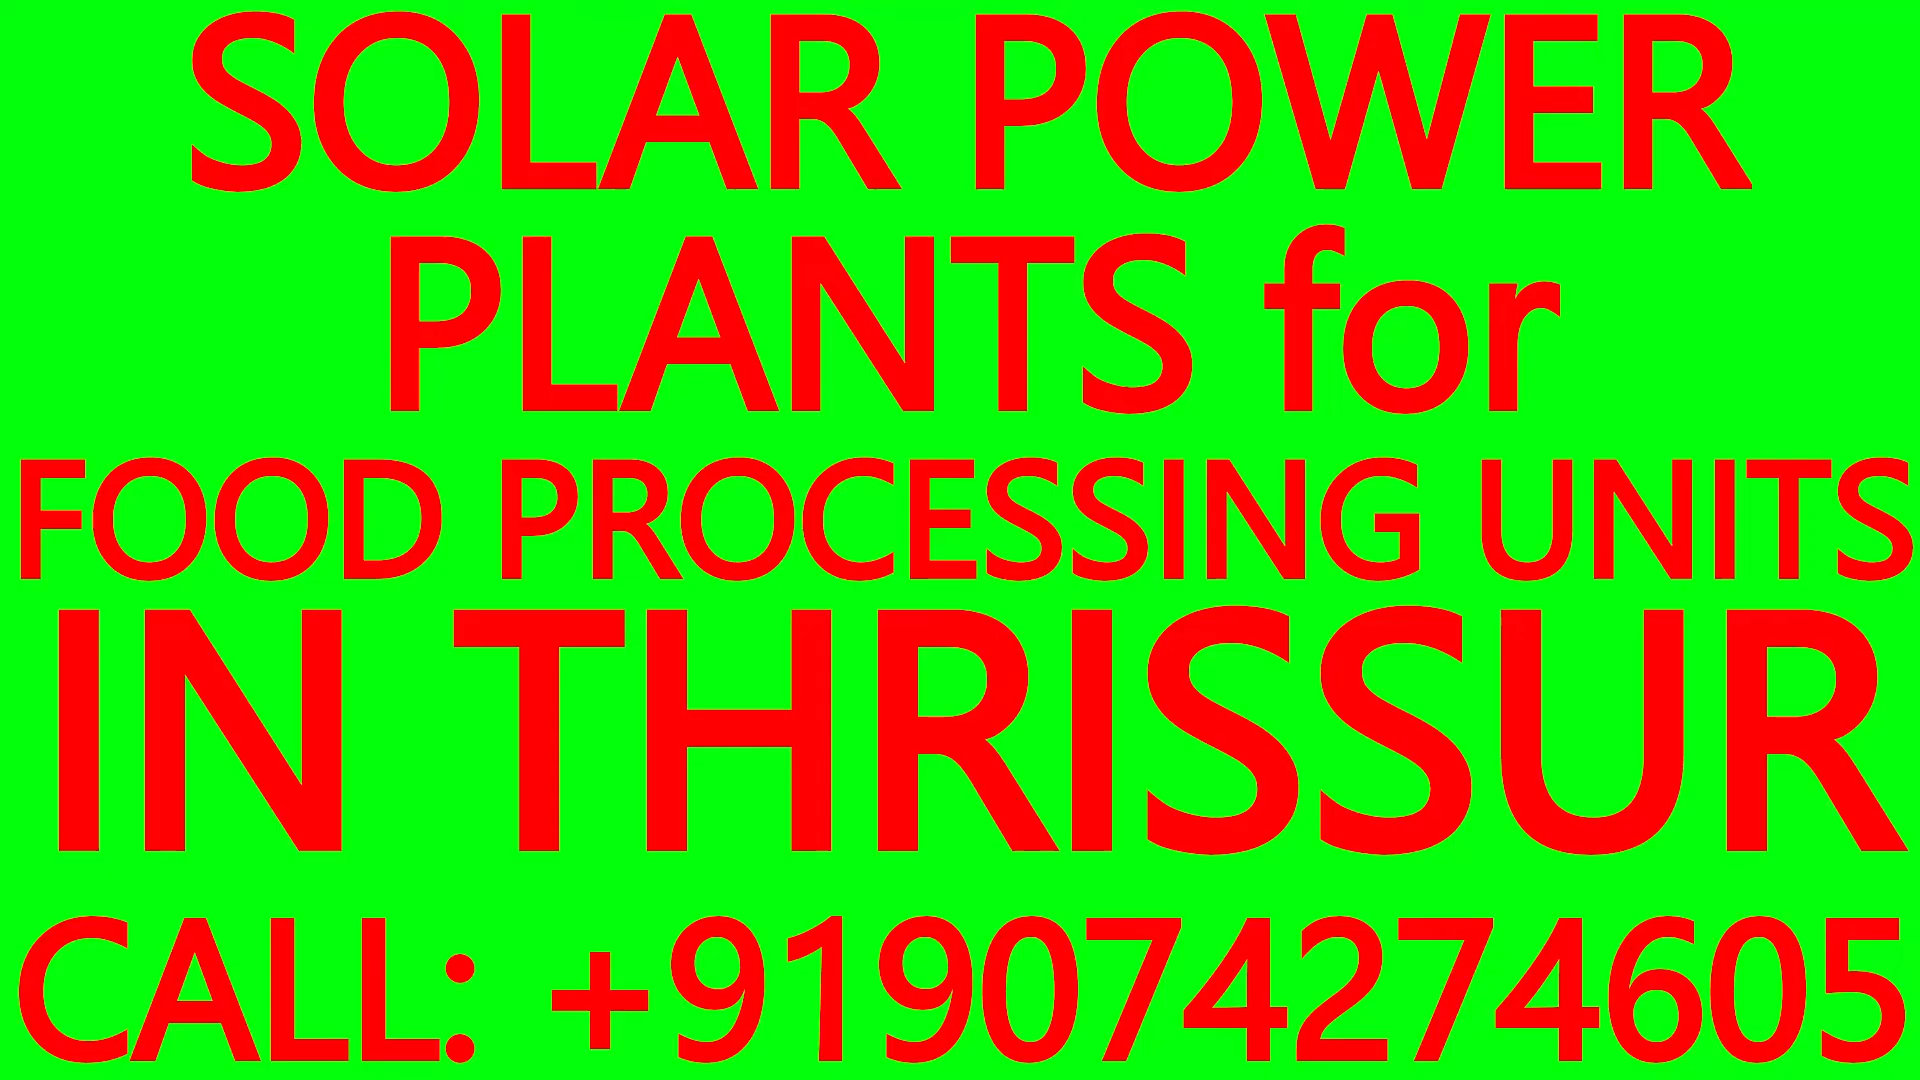 SOLAR POWER
PLANTS for
FOOD PROCESSING UNITS
IN THRISSUR
CALL: +919074274605